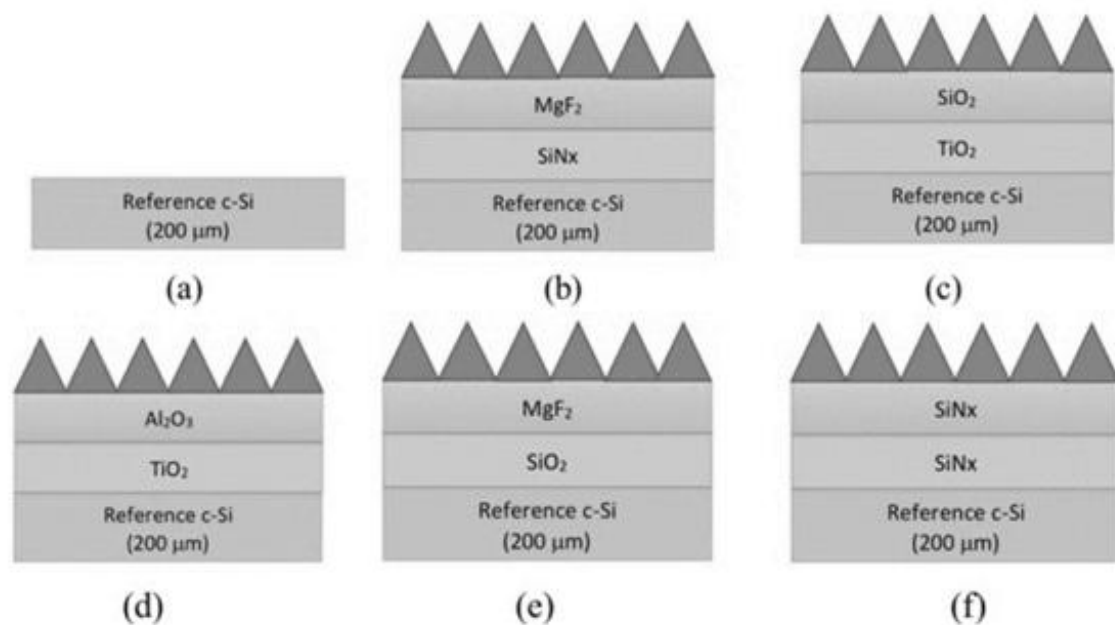 Reference c-Si
(200 μm)
(a)
MgF₂
SiNx
Reference c-Si
(200 μm)
(b)
SiO₂
TiO₂
Reference c-Si
(200 μm)
(c)
Al₂O₃
TiO₂
Reference c-Si
(200 μm)
(d)
MgF₂
SiO₂
Reference c-Si
(200 μm)
(e)
SiNx
SiNx
Reference c-Si
(200 μm)
(f)